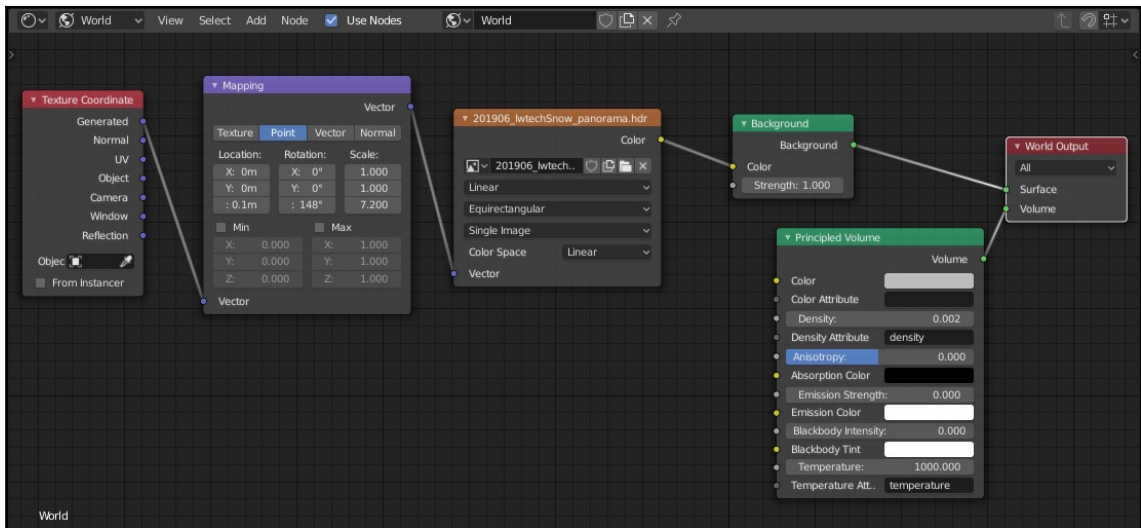 World View Select Add Node Use Nodes World
Texture Coordinate
Generated
Normal
UV
Object
Camera
Window
Reflection
Objec
From Instancer
Mapping
Vector
Texture Point Vector Normal
Location: Rotation: Scale:
X: 0m X: 0° 1.000
Y: 0m Y: 0° 1.000
: 0.1m : 148° 7.200
Min Max
X: 0.000 X: 1.000
Y: 0.000 Y: 1.000
Z: 0.000 Z: 1.000
Vector
201906_lwtechSnow_panorama.hdr
Color
201906_lwtech..
Linear
Equirectangular
Single Image
Color Space Linear
Vector
Background
Background
Color
Strength: 1.000
World Output
All
Surface
Volume
Principled Volume
Volume
Color
Color Attribute
Density: 0.002
Density Attribute density
Anisotropy: 0.000
Absorption Color
Emission Strength: 0.000
Emission Color
Blackbody Intensity: 0.000
Blackbody Tint
Temperature: 1000.000
Temperature Att.. temperature
World